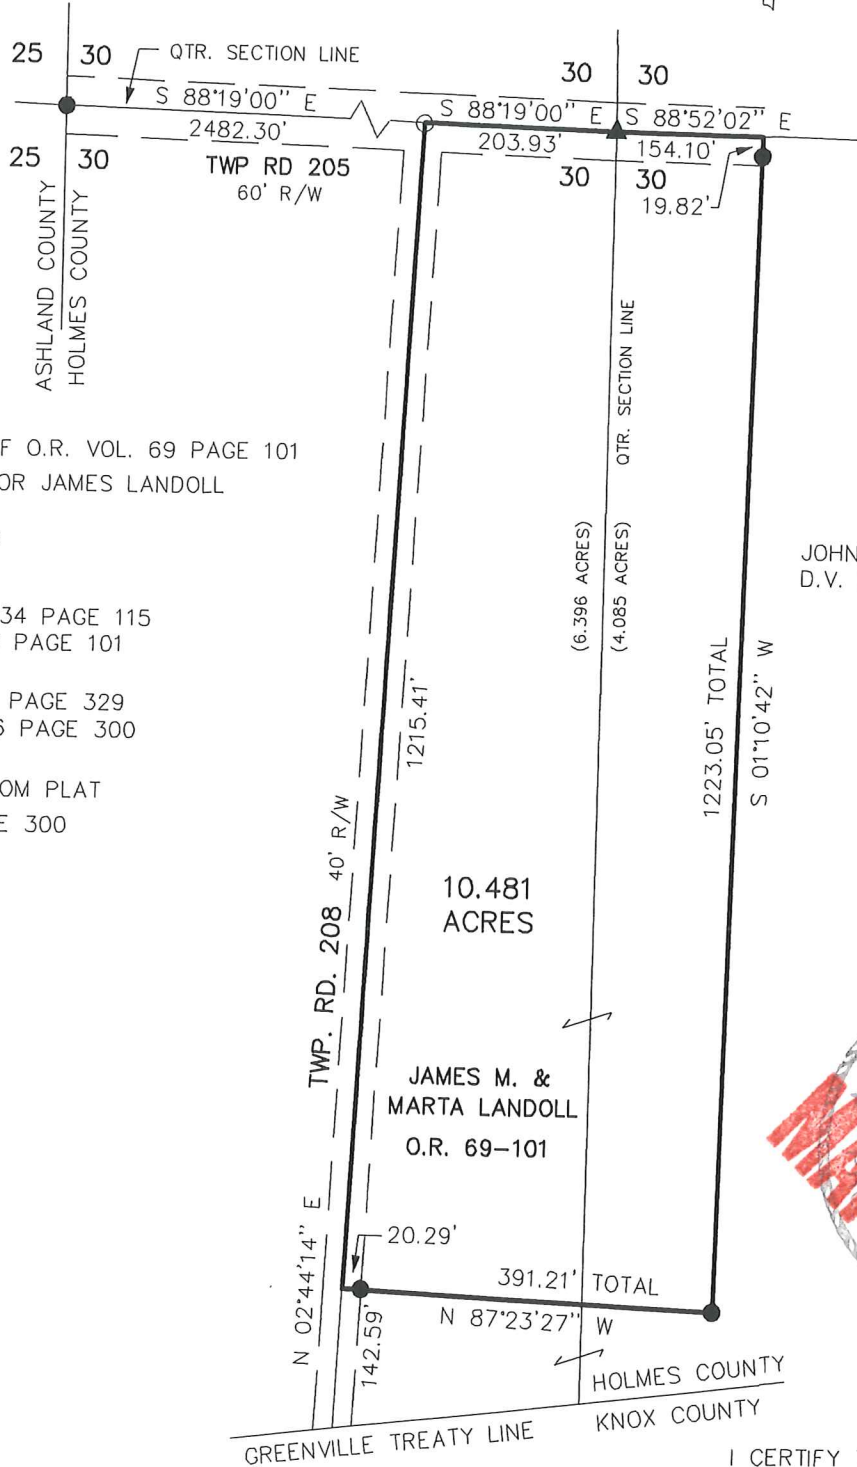 25 30
QTR. SECTION LINE
30 30
S 88°19'00" E
S 88°19'00" E
S 88°52'02" E
2482.30'
203.93'
154.10'
25 30
TWP RD 205
60' R/W
30 30
19.82'
ASHLAND COUNTY
HOLMES COUNTY
QTR. SECTION LINE
F O.R. VOL. 69 PAGE 101
OR JAMES LANDOLL
(6.396 ACRES)
(4.085 ACRES)
JOHN
D.V.
34 PAGE 115
PAGE 101
PAGE 329
PAGE 300
1215.41'
1223.05' TOTAL
S 01°10'42" W
OM PLAT
E 300
TWP. RD. 208 40' R/W
10.481
ACRES
JAMES M. &
MARTA LANDOLL
O.R. 69-101
N 02°44'14" E
20.29'
391.21' TOTAL
N 87°23'27" W
142.59'
HOLMES COUNTY
KNOX COUNTY
GREENVILLE TREATY LINE
I CERTIFY